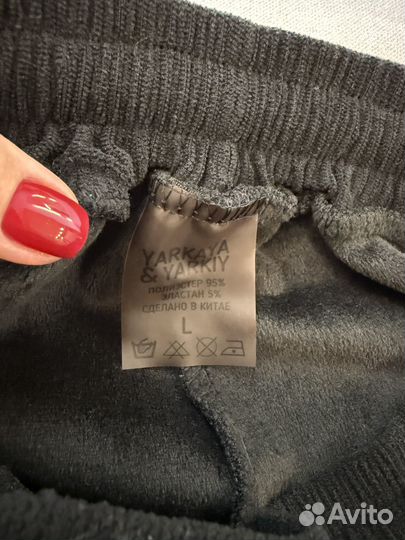 YARKAYA
& YARKIY
ПОЛИЭСТЕР 95%
ЭЛАСТАН 5%
СДЕЛАНО В КИТАЕ
L
Avito